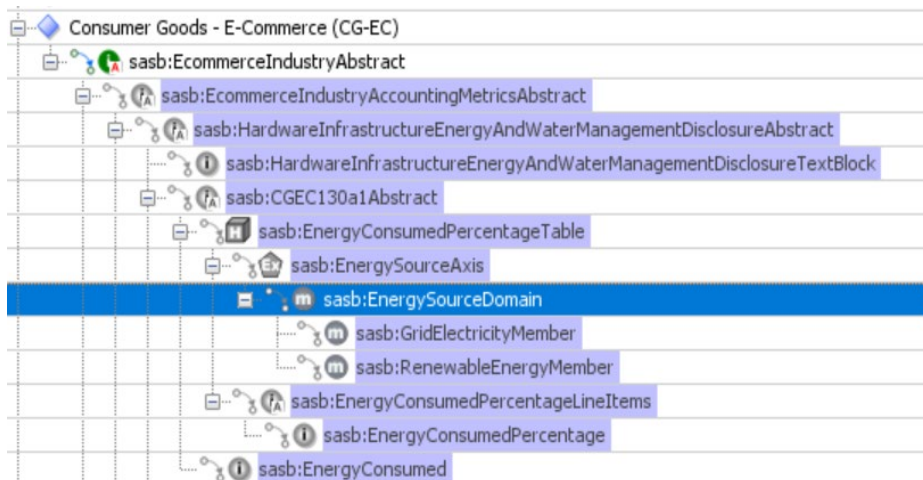 Consumer Goods - E-Commerce (CG-EC)
sasb:EcommerceIndustryAbstract
sasb:EcommerceIndustryAccountingMetricsAbstract
sasb:HardwareInfrastructureEnergyAndWaterManagementDisclosureAbstract
sasb:HardwareInfrastructureEnergyAndWaterManagementDisclosureTextBlock
sasb:CGEC130a1Abstract
sasb:EnergyConsumedPercentageTable
sasb:EnergySourceAxis
sasb:EnergySourceDomain
sasb:GridElectricityMember
sasb:RenewableEnergyMember
sasb:EnergyConsumedPercentageLineItems
sasb:EnergyConsumedPercentage
sasb:EnergyConsumed